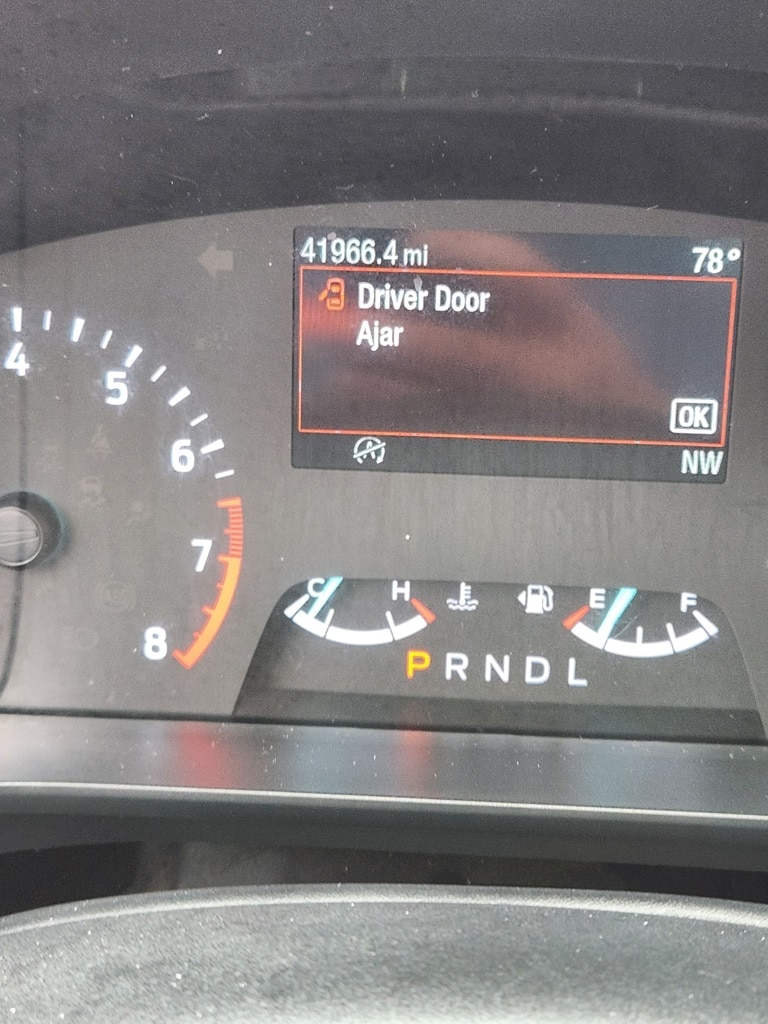 41966.4 mi 78°
Driver Door
Ajar
OK
NW
4
5
6
7
8
C H E F
P R N D L